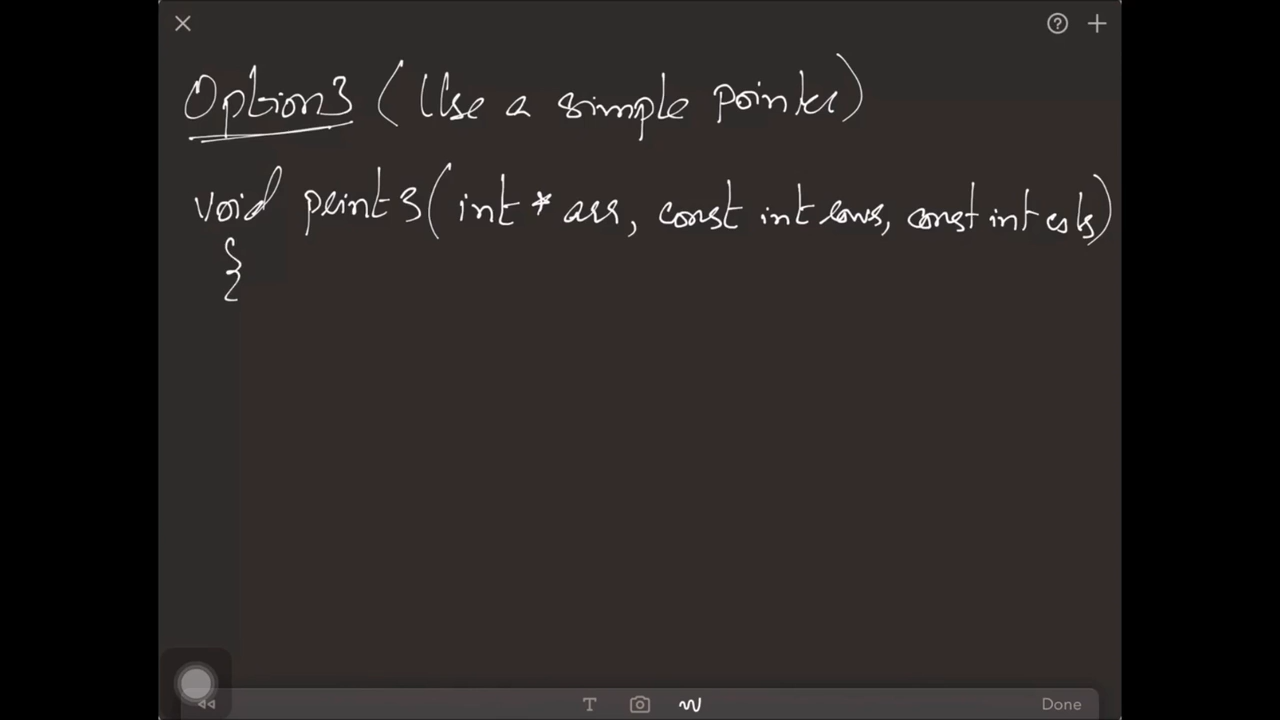 Option3 (Use a simple pointer)
void print3(int * arr, const int rows, const int cols)
{
T
Done